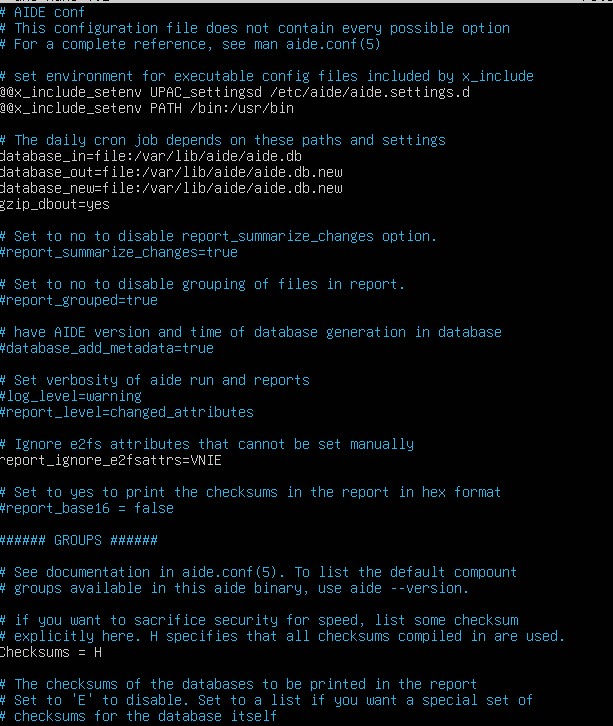 # AIDE conf
# This configuration file does not contain every possible option
# For a complete reference, see man aide.conf(5)
# set environment for executable config files included by x_include
@@x_include_setenv UPAC_settingsd /etc/aide/aide.settings.d
@@x_include_setenv PATH /bin:/usr/bin
# The daily cron job depends on these paths and settings
database_in=file:/var/lib/aide/aide.db
database_out=file:/var/lib/aide/aide.db.new
database_new=file:/var/lib/aide/aide.db.new
gzip_dbout=yes
# Set to no to disable report_summarize_changes option.
#report_summarize_changes=true
# Set to no to disable grouping of files in report.
#report_grouped=true
# have AIDE version and time of database generation in database
#database_add_metadata=true
# Set verbosity of aide run and reports
#log_level=warning
#report_level=changed_attributes
# Ignore e2fs attributes that cannot be set manually
report_ignore_e2fsattrs=VNIE
# Set to yes to print the checksums in the report in hex format
#report_base16 = false
###### GROUPS ######
# See documentation in aide.conf(5). To list the default compount
# groups available in this aide binary, use aide --version.
# if you want to sacrifice security for speed, list some checksum
# explicitly here. H specifies that all checksums compiled in are used.
Checksums = H
# The checksums of the databases to be printed in the report
# Set to 'E' to disable. Set to a list if you want a special set of
# checksums for the database itself